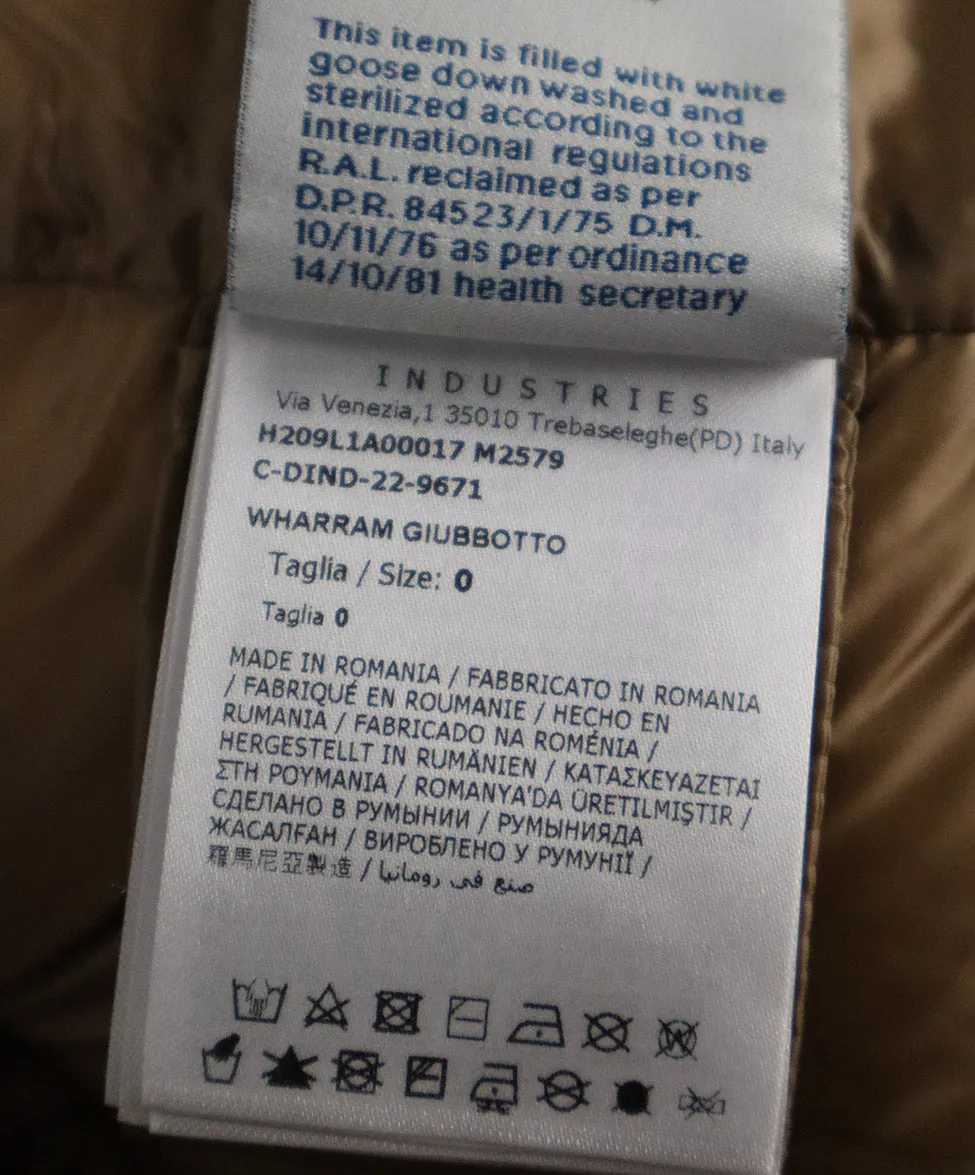 This item is filled with white
goose down washed and
sterilized according to the
international regulations
R.A.L. reclaimed as per
D.P.R. 84523/1/75 D.M.
10/11/76 as per ordinance
14/10/81 health secretary
INDUSTRIES
Via Venezia,1 35010 Trebaseleghe(PD) Italy
H209L1A00017 M2579
C-DIND-22-9671
WHARRAM GIUBBOTTO
Taglia / Size: 0
Taglia 0
MADE IN ROMANIA / FABBRICATO IN ROMANIA
/ FABRIQUÉ EN ROUMANIE / HECHO EN
RUMANIA / FABRICADO NA ROMÉNIA /
HERGESTELLT IN RUMÄNIEN / ΚΑΤΑΣΚΕΥΑΖΕΤΑΙ
ΣΤΗ ΡΟΥΜΑΝΙΑ / ROMANYA'DA ÜRETILMIŞTIR /
СДЕЛАНО В РУМЫНИИ / РУМЫНИЯДА
ЖАСАЛҒАН / ВИРОБЛЕНО У РУМУНІЇ /
羅馬尼亞製造 / صنع في رومانيا